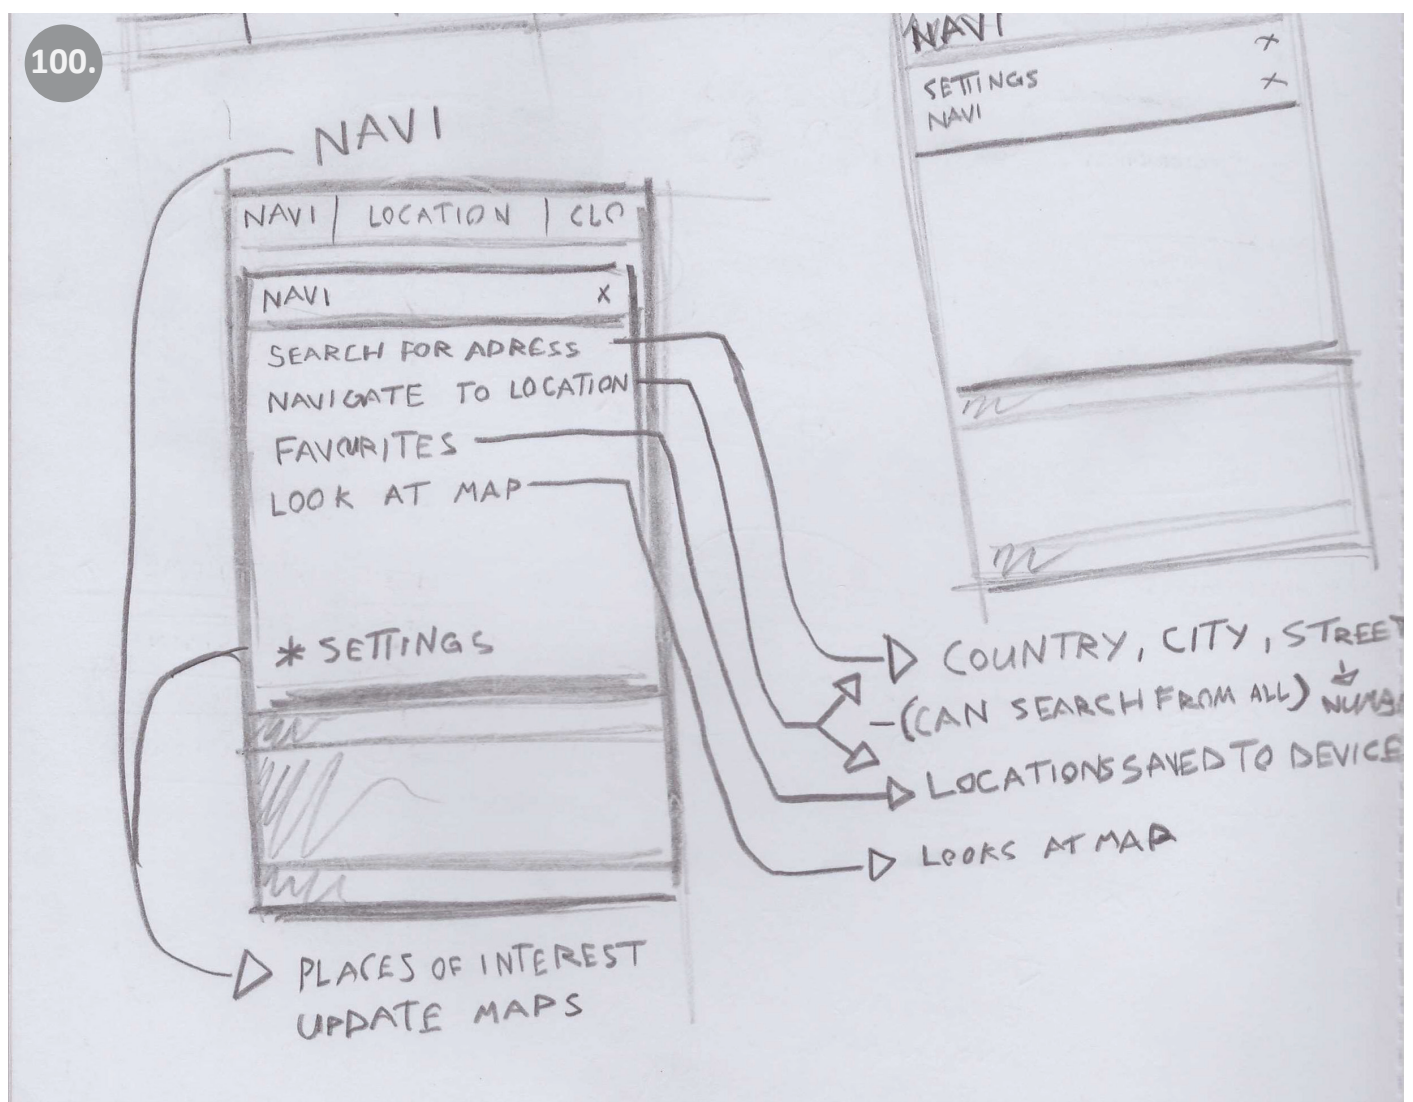 100.
NAVI
X
SETTINGS X
NAVI
NAVI
NAVI | LOCATION | CLO
NAVI X
SEARCH FOR ADRESS
NAVIGATE TO LOCATION
FAVOURITES
LOOK AT MAP
* SETTINGS
COUNTRY, CITY, STREET
-(CAN SEARCH FROM ALL)
LOCATIONS SAVED TO DEVICE
LOOKS AT MAP
PLACES OF INTEREST
UPDATE MAPS